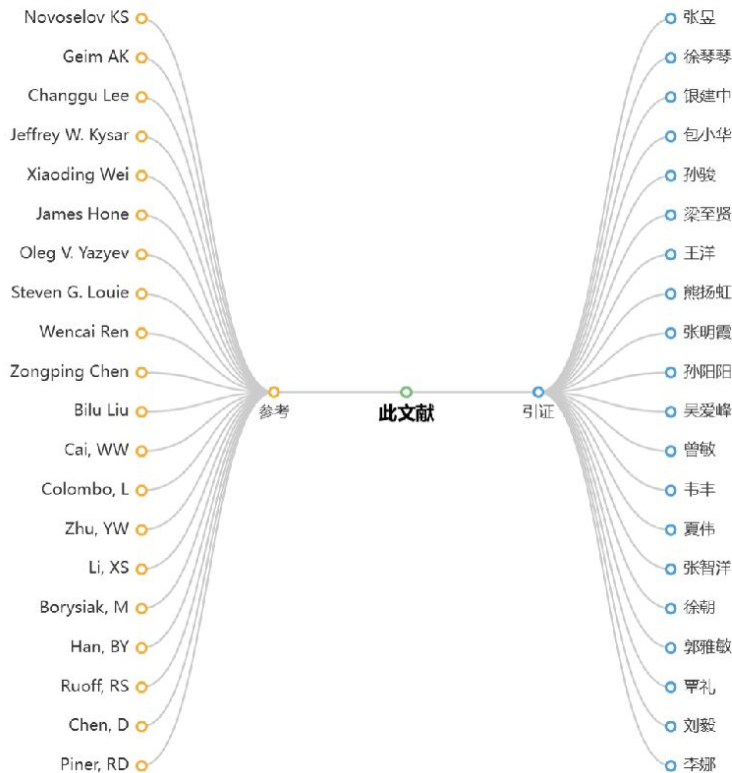 Novoselov KS
Geim AK
Changgu Lee
Jeffrey W. Kysar
Xiaoding Wei
James Hone
Oleg V. Yazyev
Steven G. Louie
Wencai Ren
Zongping Chen
Bilu Liu
Cai, WW
Colombo, L
Zhu, YW
Li, XS
Borysiak, M
Han, BY
Ruoff, RS
Chen, D
Piner, RD
参考
此文献
引证
张昱
徐琴琴
银建中
包小华
孙骏
梁至贤
王洋
熊扬虹
张明霞
孙阳阳
吴爱峰
曾敏
韦丰
夏伟
张智洋
徐朝
郭雅敏
覃礼
刘毅
李娜